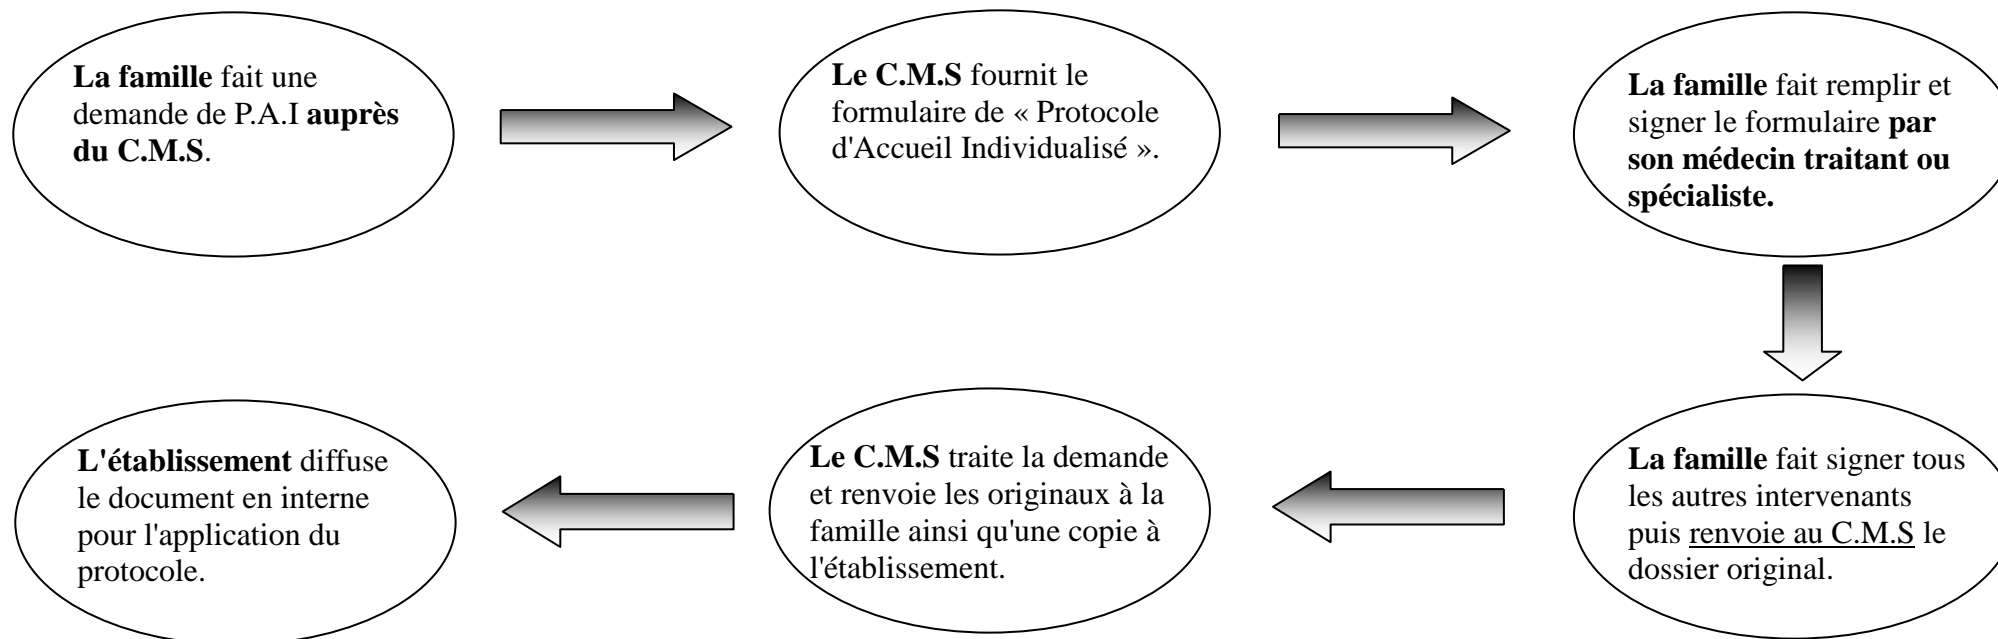 La famille fait une
demande de P.A.I auprès
du C.M.S.
Le C.M.S fournit le
formulaire de « Protocole
d'Accueil Individualisé ».
La famille fait remplir et
signer le formulaire par
son médecin traitant ou
spécialiste.
La famille fait signer tous
les autres intervenants
puis renvoie au C.M.S le
dossier original.
Le C.M.S traite la demande
et renvoie les originaux à la
famille ainsi qu'une copie à
l'établissement.
L'établissement diffuse
le document en interne
pour l'application du
protocole.